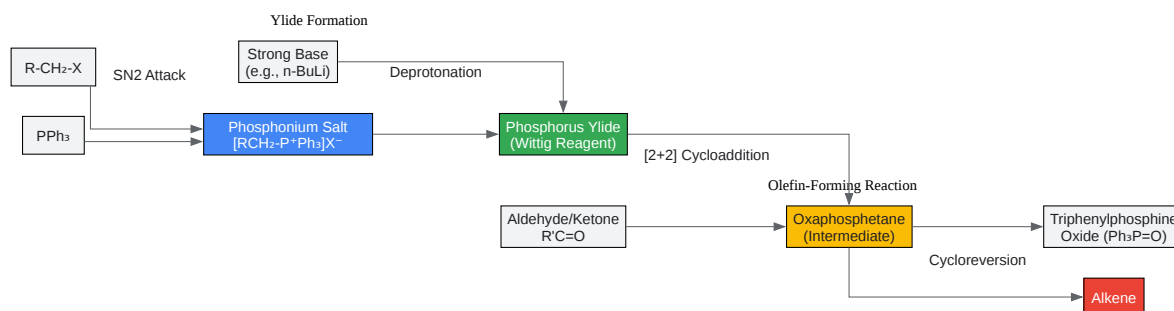 Ylide Formation
R-CH₂-X
SN2 Attack
Strong Base
(e.g., n-BuLi)
Deprotonation
PPh₃
Phosphonium Salt
[RCH₂-P⁺Ph₃]X⁻
Phosphorus Ylide
(Wittig Reagent)
[2+2] Cycloaddition
Olefin-Forming Reaction
Aldehyde/Ketone
R'C=O
Oxaphosphetane
(Intermediate)
Triphenylphosphine
Oxide (Ph₃P=O)
Cycloreversion
Alkene